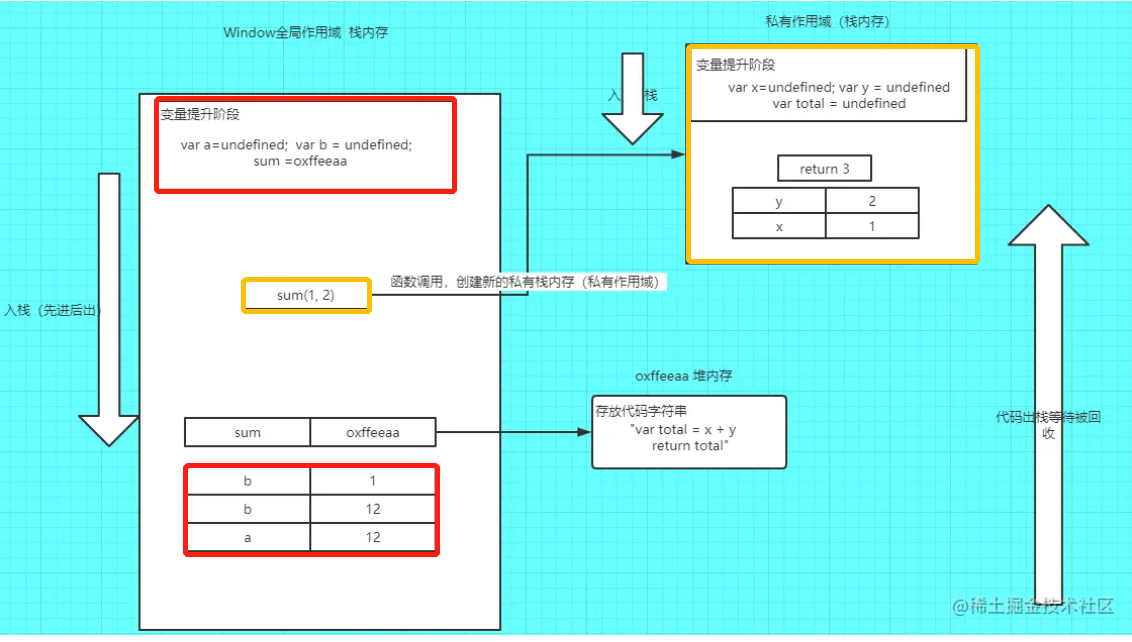 Window全局作用域 栈内存
变量提升阶段
var a=undefined; var b = undefined;
sum =oxffeeaa
入栈（先进后出）
sum(1, 2)
函数调用，创建新的私有栈内存（私有作用域）
sum oxffeeaa
b 1
b 12
a 12
私有作用域（栈内存）
入 栈
变量提升阶段
var x=undefined; var y = undefined
var total = undefined
return 3
y 2
x 1
oxffeeaa 堆内存
存放代码字符串
"var total = x + y
return total"
代码出栈等待被回
收
@稀土掘金技术社区